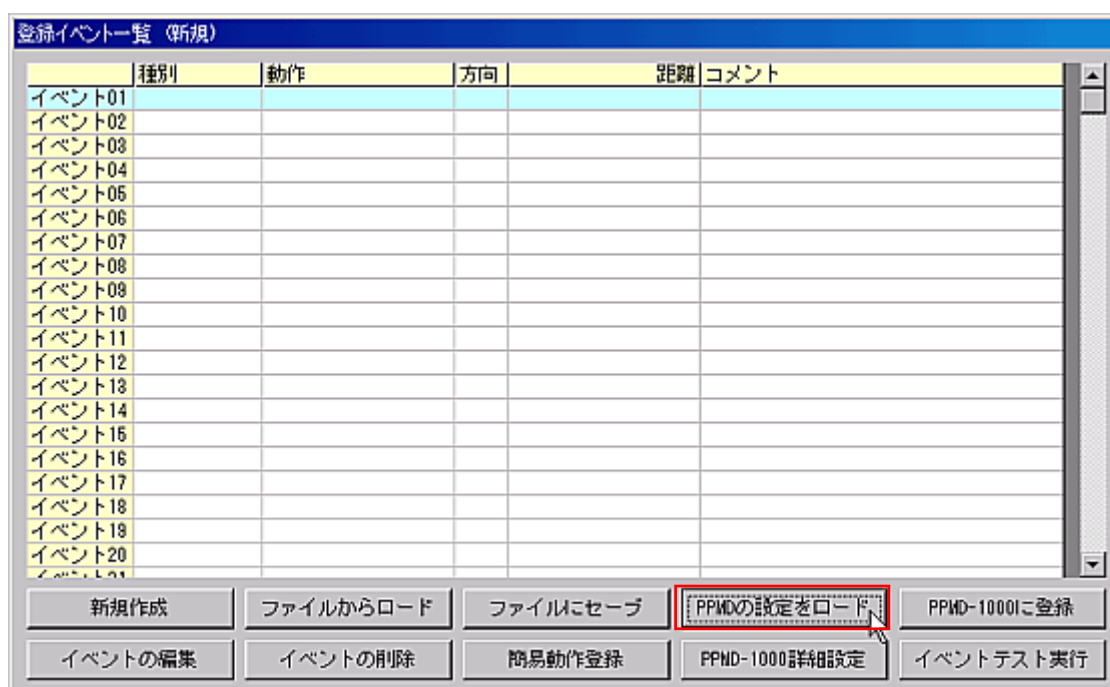 登録イベント一覧 (新規)
種別 動作 方向 距離 コメント
イベント01
イベント02
イベント03
イベント04
イベント05
イベント06
イベント07
イベント08
イベント09
イベント10
イベント11
イベント12
イベント13
イベント14
イベント15
イベント16
イベント17
イベント18
イベント19
イベント20
新規作成 ファイルからロード ファイルにセーブ PPMDの設定をロード PPMD-1000に登録
イベントの編集 イベントの削除 簡易動作登録 PPMD-1000詳細設定 イベントテスト実行